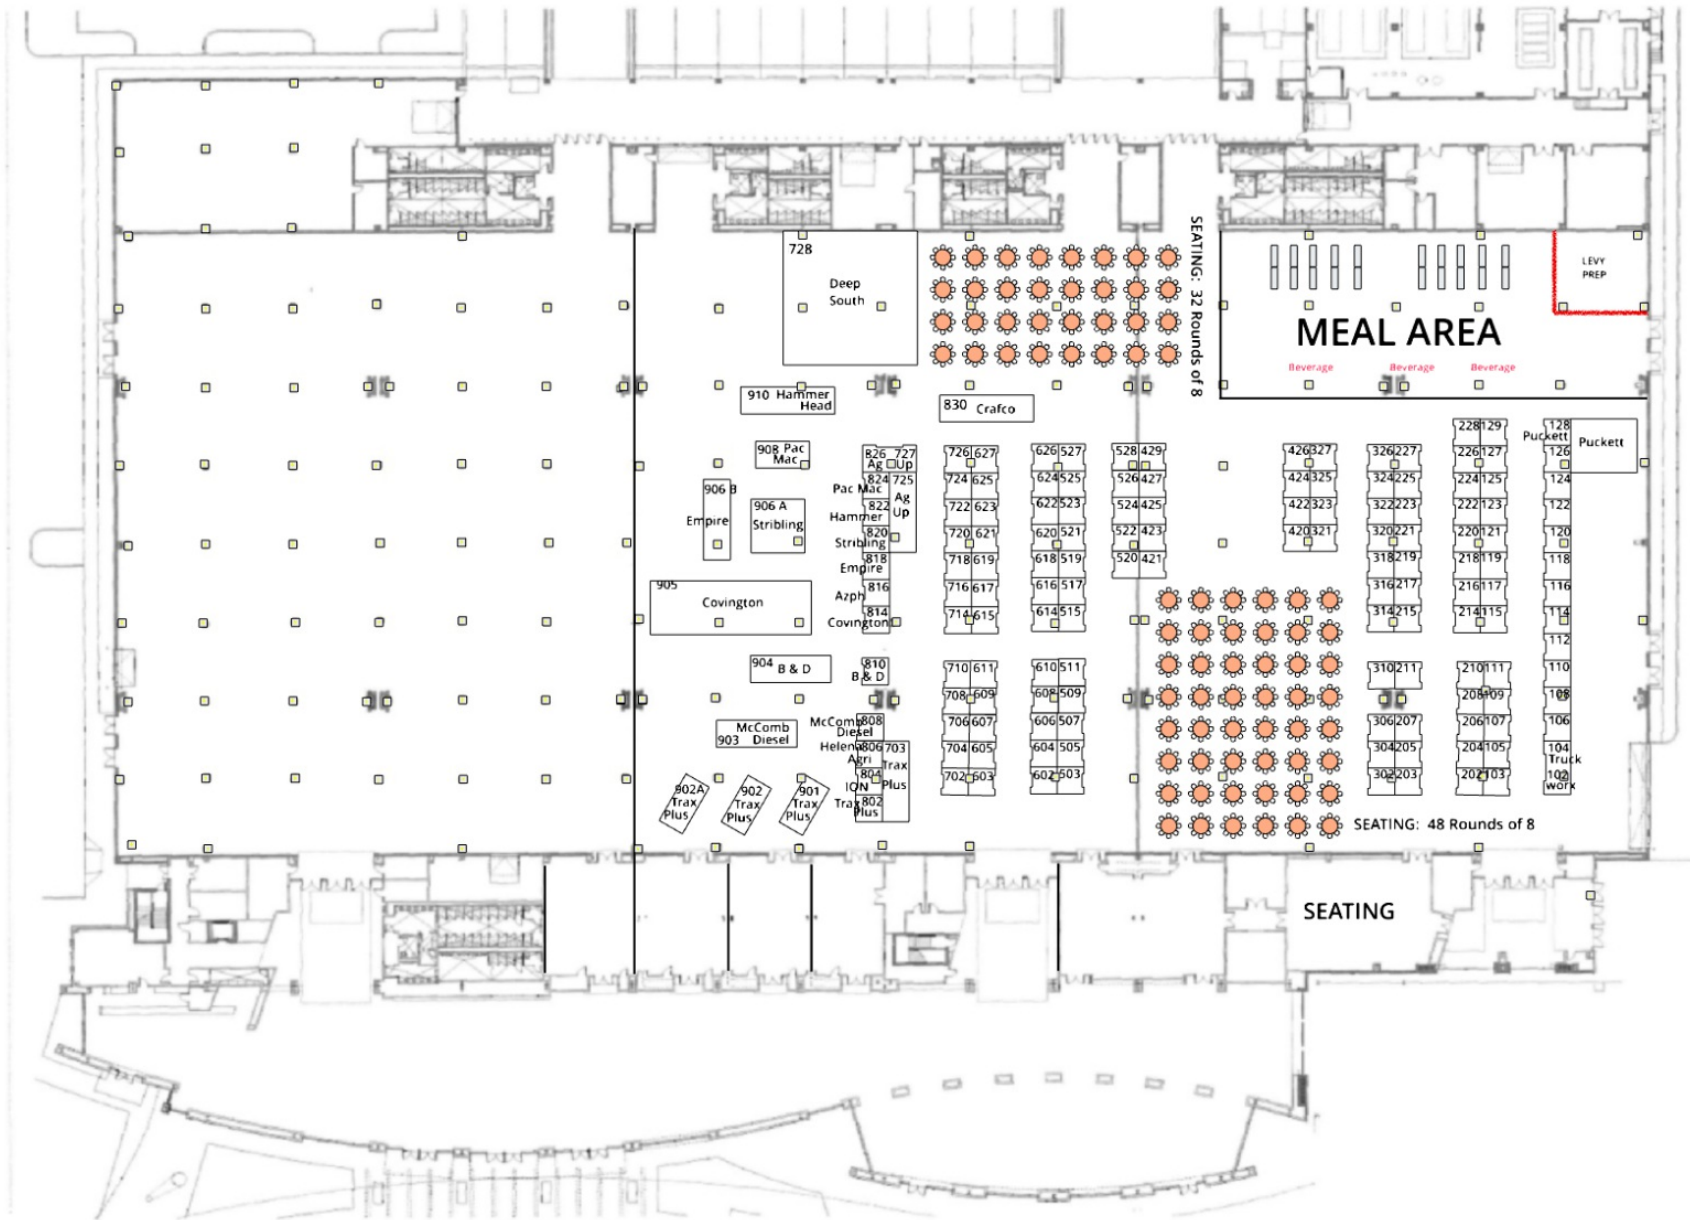 728
Deep
South
SEATING: 32 Rounds of 8
LEVY
PREP
MEAL AREA
Beverage
Beverage
Beverage
910 Hammer
Head
830 Crafco
908 Pac
Mac
906 B
Empire
906 A
Stribling
905
Covington
904 B & D
McComb
903 Diesel
902A
Trax
Plus
902
Trax
Plus
901
Trax
Plus
826 727
Ag Up
824 725
Pac Mac
Ag
Up
822
Hammer
820
Stribling
818
Empire
816
Azph
814
Covington
810
B & D
McComb 808
Diesel
Helena 806 703
Agri
Trax
Plus
804
ION
Trax 802
Plus
726 627
724 625
722 623
720 621
718 619
716 617
714 615
710 611
708 609
706 607
704 605
702 603
626 527
624 525
622 523
620 521
618 519
616 517
614 515
610 511
608 509
606 507
604 505
602 503
528 429
526 427
524 425
522 423
520 421
426 327
424 325
422 323
420 321
326 227
324 225
322 223
320 221
318 219
316 217
314 215
310 211
306 207
304 205
302 203
228 129
226 127
224 125
222 123
220 121
218 119
216 117
214 115
210 111
208 109
206 107
204 105
202 103
128
Puckett
Puckett
126
124
122
120
118
116
114
112
110
108
106
104
Truck
102
worx
SEATING: 48 Rounds of 8
SEATING